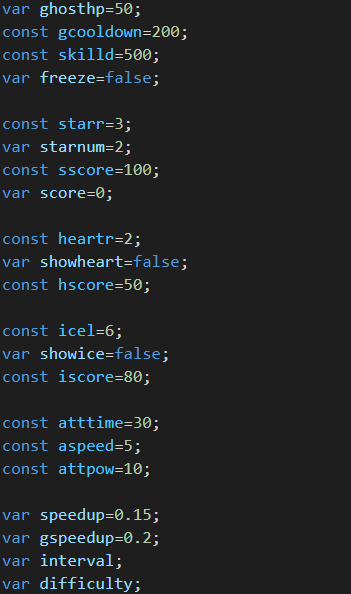 var ghosthp=50;
const gcooldown=200;
const skilld=500;
var freeze=false;

const starr=3;
var starnum=2;
const sscore=100;
var score=0;

const heartr=2;
var showheart=false;
const hscore=50;

const icel=6;
var showice=false;
const iscore=80;

const atttime=30;
const aspeed=5;
const attpow=10;

var speedup=0.15;
var gspeedup=0.2;
var interval;
var difficulty;